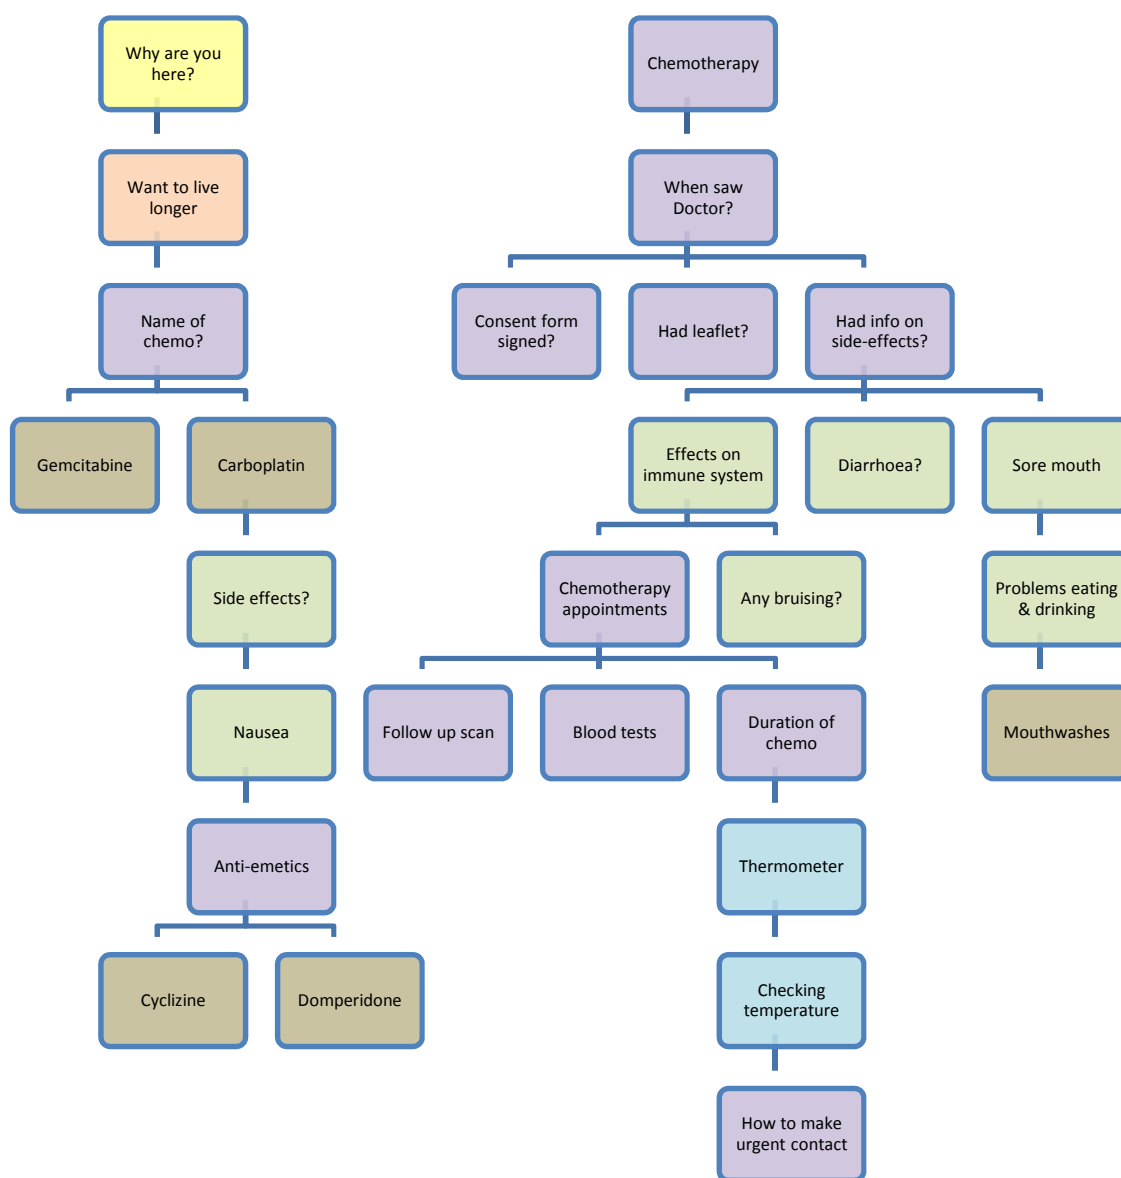 Why are you
here?
Chemotherapy
Want to live
longer
When saw
Doctor?
Name of
chemo?
Consent form
signed?
Had leaflet?
Had info on
side-effects?
Gemcitabine
Carboplatin
Effects on
immune system
Diarrhoea?
Sore mouth
Side effects?
Chemotherapy
appointments
Any bruising?
Problems eating
& drinking
Nausea
Follow up scan
Blood tests
Duration of
chemo
Mouthwashes
Anti-emetics
Thermometer
Cyclizine
Domperidone
Checking
temperature
How to make
urgent contact